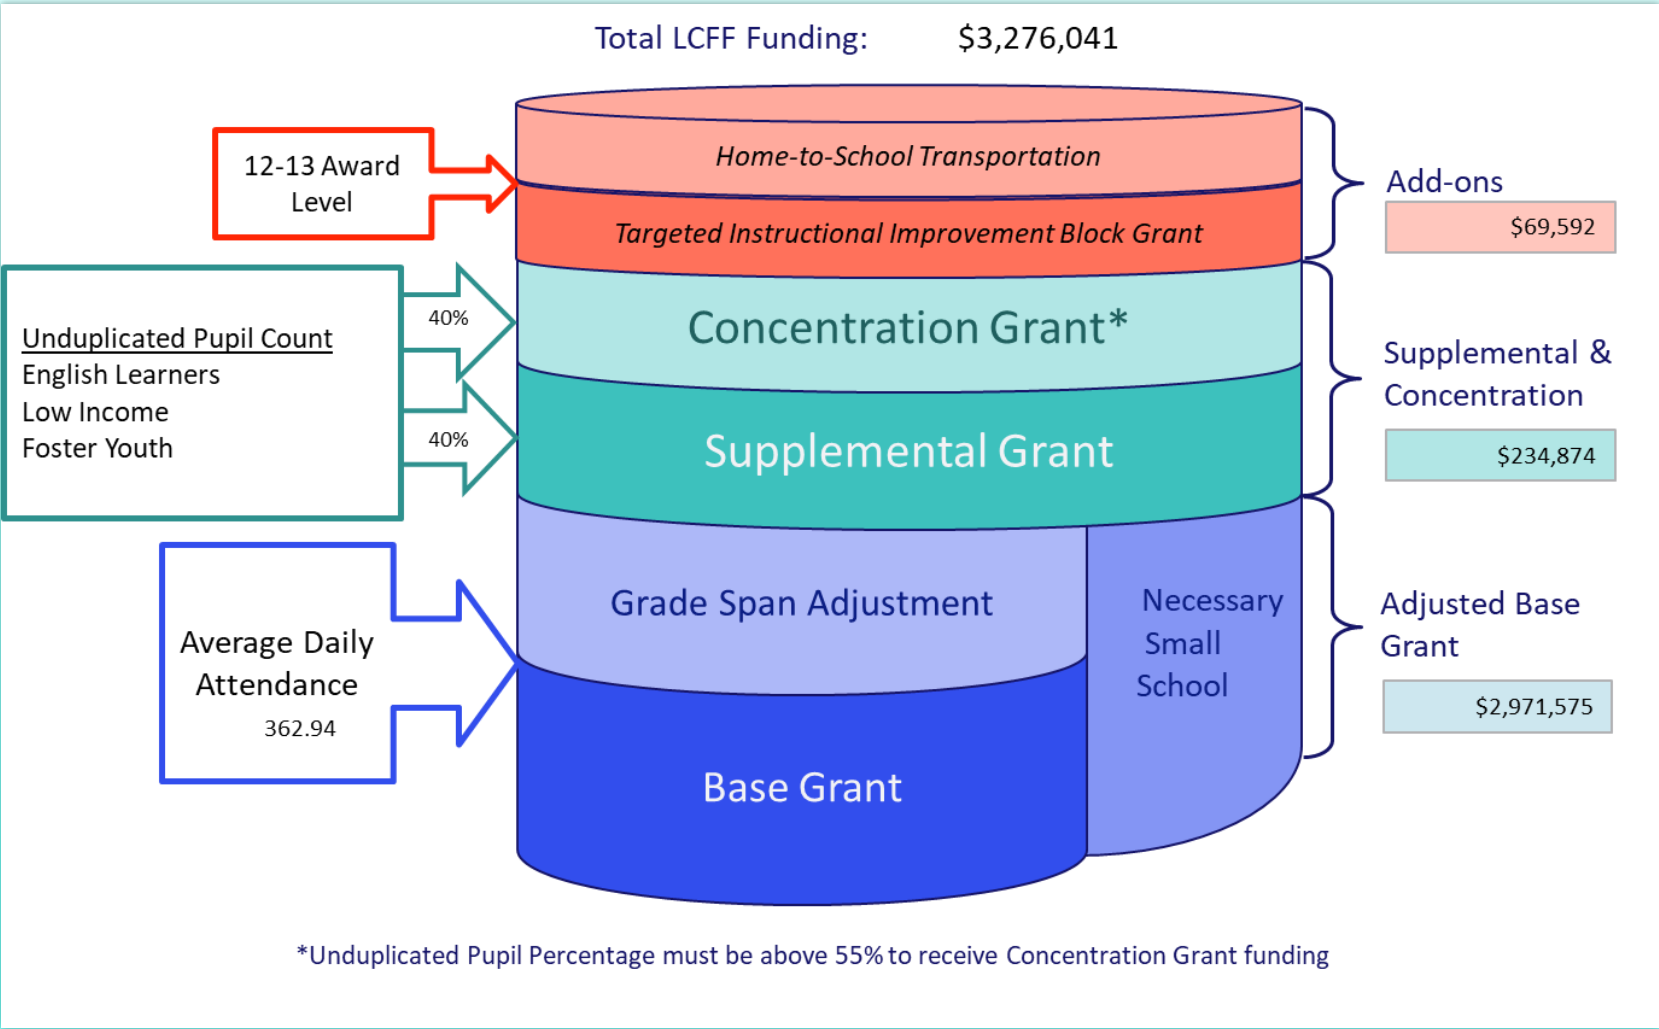 Total LCFF Funding: $3,276,041
12-13 Award
Level
Home-to-School Transportation
Targeted Instructional Improvement Block Grant
Add-ons
$69,592
Unduplicated Pupil Count
English Learners
Low Income
Foster Youth
40%
40%
Concentration Grant*
Supplemental Grant
Supplemental &
Concentration
$234,874
Average Daily
Attendance
362.94
Grade Span Adjustment
Base Grant
Necessary
Small
School
Adjusted Base
Grant
$2,971,575
*Unduplicated Pupil Percentage must be above 55% to receive Concentration Grant funding